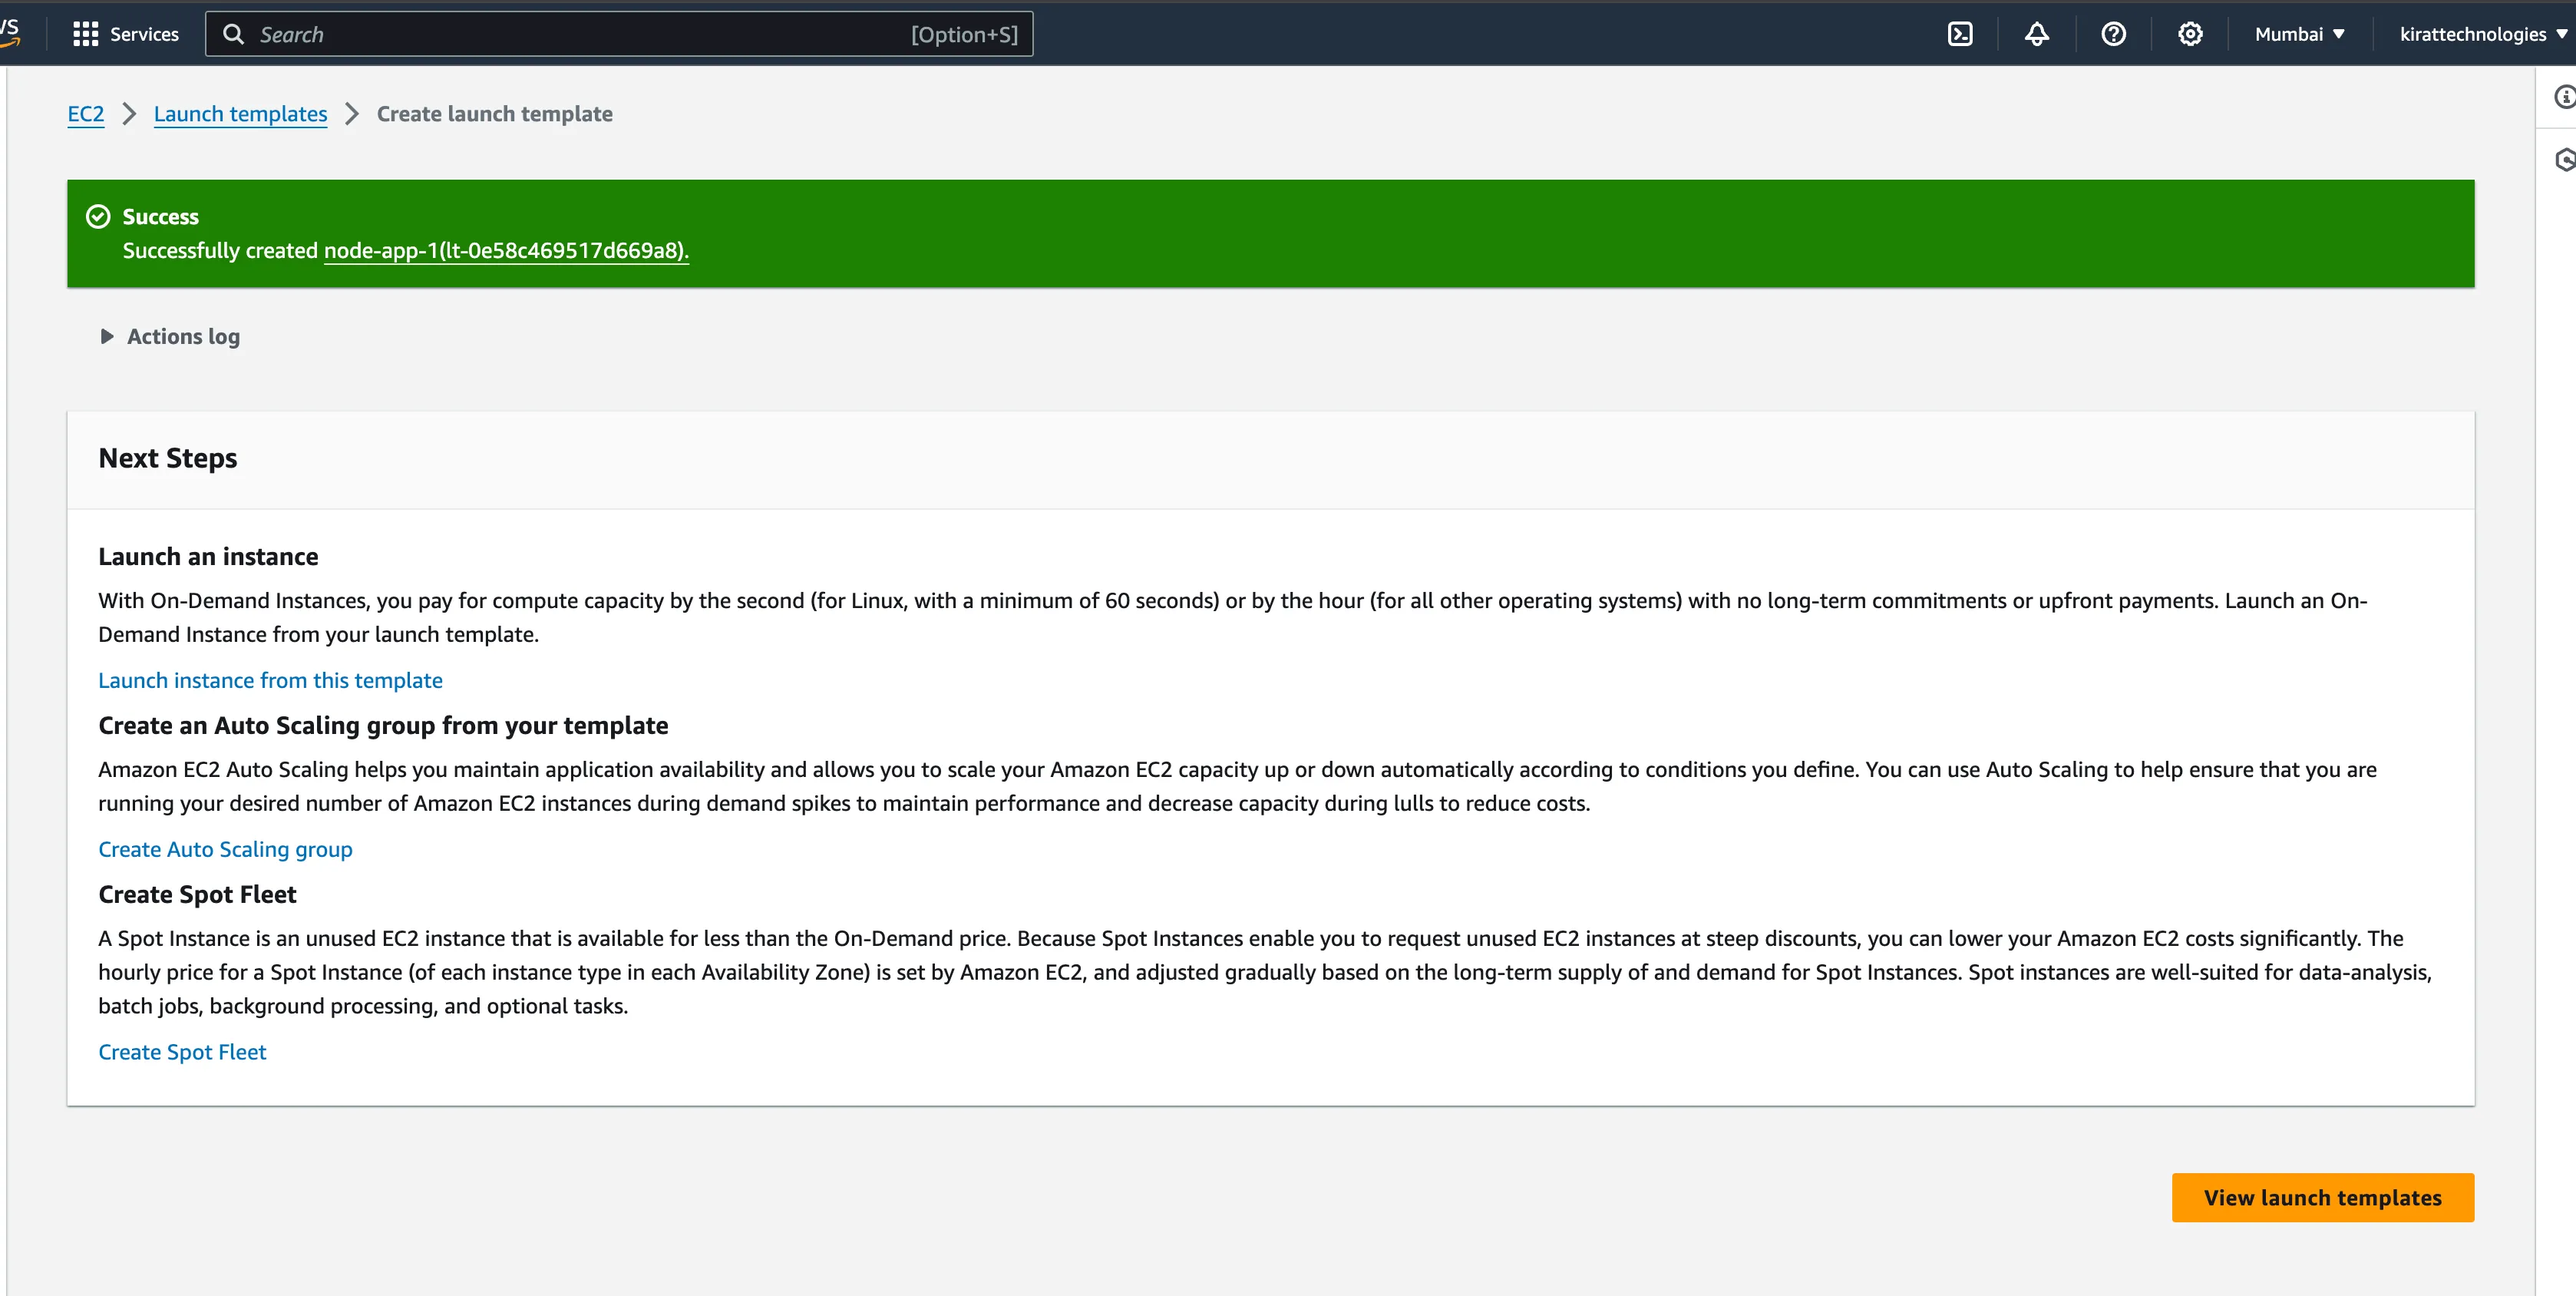 Services
Search
[Option+S]
Mumbai
kirattechnologies
EC2
Launch templates
Create launch template
Success
Successfully created node-app-1(lt-0e58c469517d669a8).
Actions log
Next Steps
Launch an instance
With On-Demand Instances, you pay for compute capacity by the second (for Linux, with a minimum of 60 seconds) or by the hour (for all other operating systems) with no long-term commitments or upfront payments. Launch an On-
Demand Instance from your launch template.
Launch instance from this template
Create an Auto Scaling group from your template
Amazon EC2 Auto Scaling helps you maintain application availability and allows you to scale your Amazon EC2 capacity up or down automatically according to conditions you define. You can use Auto Scaling to help ensure that you are
running your desired number of Amazon EC2 instances during demand spikes to maintain performance and decrease capacity during lulls to reduce costs.
Create Auto Scaling group
Create Spot Fleet
A Spot Instance is an unused EC2 instance that is available for less than the On-Demand price. Because Spot Instances enable you to request unused EC2 instances at steep discounts, you can lower your Amazon EC2 costs significantly. The
hourly price for a Spot Instance (of each instance type in each Availability Zone) is set by Amazon EC2, and adjusted gradually based on the long-term supply of and demand for Spot Instances. Spot instances are well-suited for data-analysis,
batch jobs, background processing, and optional tasks.
Create Spot Fleet
View launch templates